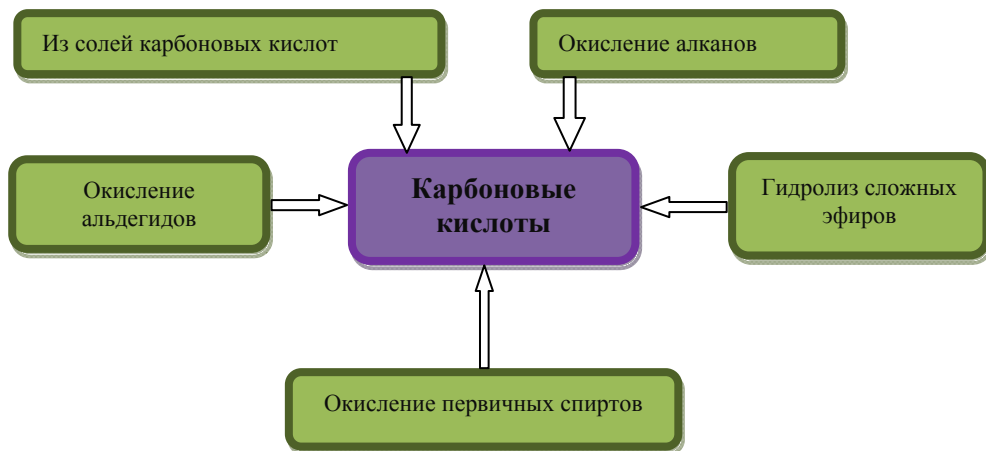 Из солей карбоновых кислот
Окисление алканов
Окисление
альдегидов
Карбоновые
кислоты
Гидролиз сложных
эфиров
Окисление первичных спиртов